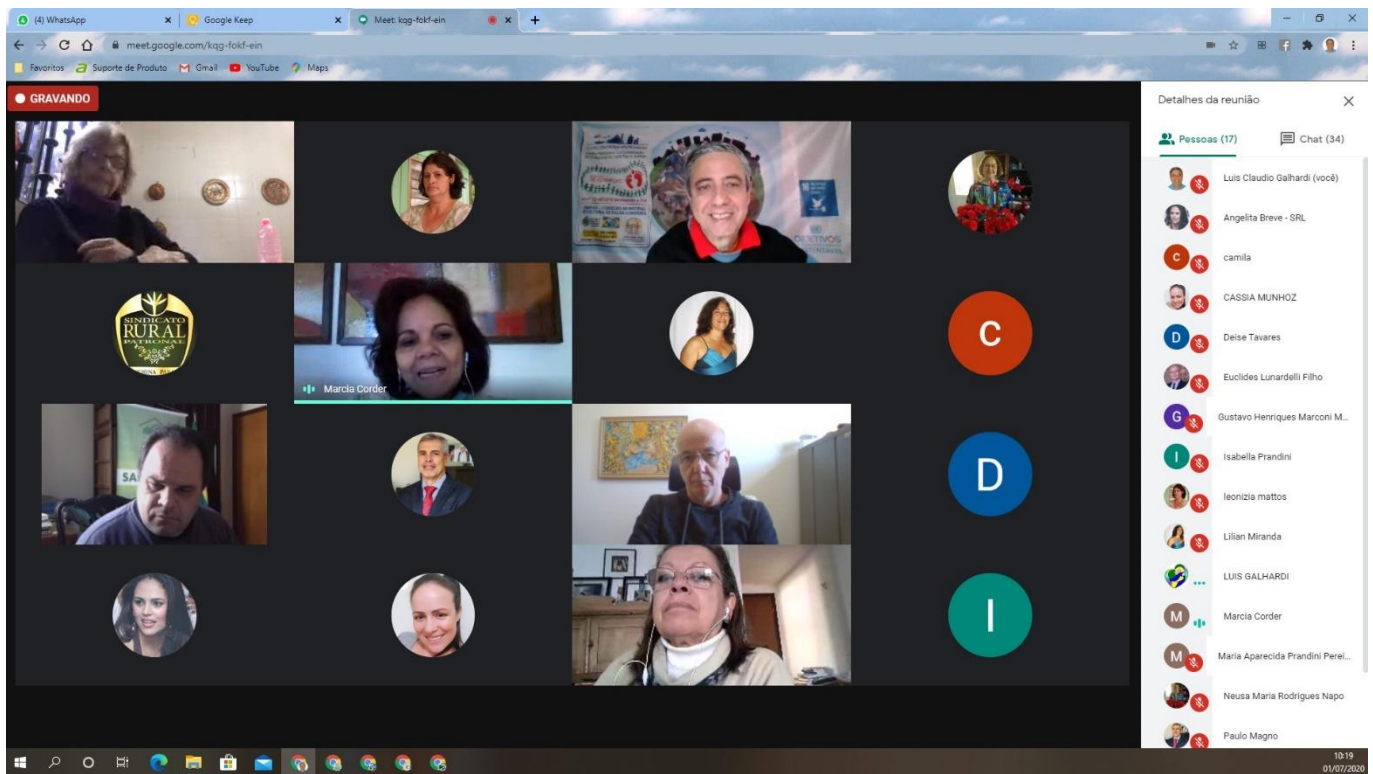 (4) WhatsApp
Google Keep
Meet: kqg-fokf-ein
meet.google.com/kqg-fokf-ein
Favoritos
Suporte de Produto
Gmail
YouTube
Maps
GRAVANDO
SINDICATO
RURAL
PATRONAL
Marcia Corder
C
SA
D
I
OBJETIVOS
Detalhes da reunião
Pessoas (17)
Chat (34)
Luis Claudio Galhardi (você)
Angelita Breve - SRL
C
camila
CASSIA MUNHOZ
D
Deise Tavares
Euclides Lunardelli Filho
G
Gustavo Henriques Marconi M...
I
Isabella Prandini
leonizia mattos
Lilian Miranda
LUIS GALHARDI
M
Marcia Corder
M
Maria Aparecida Prandini Perei...
Neusa Maria Rodrigues Napo
Paulo Magno
10:19
01/07/2020